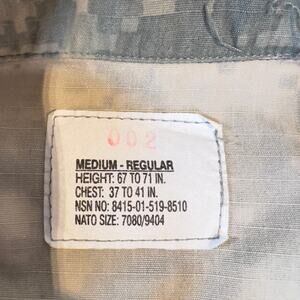 002
MEDIUM - REGULAR
HEIGHT: 67 TO 71 IN.
CHEST: 37 TO 41 IN.
NSN NO: 8415-01-519-8510
NATO SIZE: 7080/9404